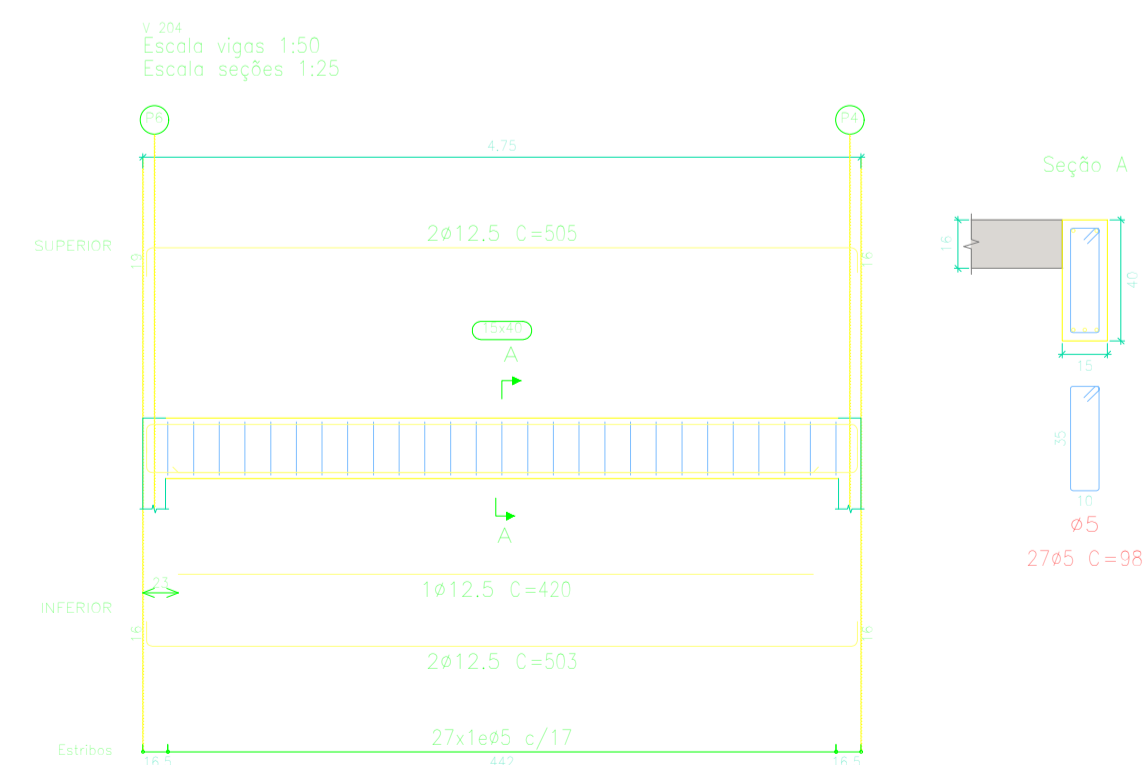 V 204
Escala vigas 1:50
Escala seções 1:25
P6
P4
4.75
Seção A
SUPERIOR
2ø12.5 C=505
19
16
16
40
15x40
A
15
35
10
A
ø5
27ø5 C=98
23
1ø12.5 C=420
INFERIOR
16
16
2ø12.5 C=503
27x1eø5 c/17
Estribos
16.5
442
16.5